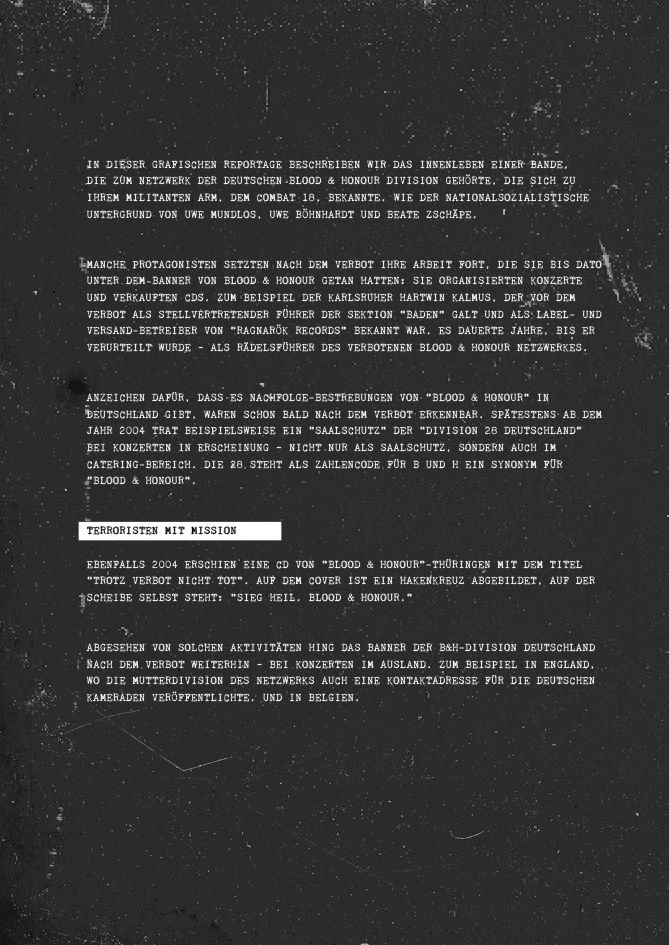 IN DIESER GRAFISCHEN REPORTAGE BESCHREIBEN WIR DAS INNENLEBEN EINER BANDE,
DIE ZUM NETZWERK DER DEUTSCHEN BLOOD & HONOUR DIVISION GEHÖRTE, DIE SICH ZU
IHREM MILITANTEN ARM, DEM COMBAT 18, BEKANNTE. WIE DER NATIONALSOZIALISTISCHE
UNTERGRUND VON UWE MUNDLOS, UWE BÖHNHARDT UND BEATE ZSCHÄPE.
MANCHE PROTAGONISTEN SETZTEN NACH DEM VERBOT IHRE ARBEIT FORT, DIE SIE BIS DATO
UNTER DEM BANNER VON BLOOD & HONOUR GETAN HATTEN: SIE ORGANISIERTEN KONZERTE
UND VERKAUFTEN CDS. ZUM BEISPIEL DER KARLSRUHER HARTWIN KALMUS, DER VOR DEM
VERBOT ALS STELLVERTRETENDER FÜHRER DER SEKTION "BADEN" GALT UND ALS LABEL- UND
VERSAND-BETREIBER VON "RAGNARÖK RECORDS" BEKANNT WAR. ES DAUERTE JAHRE, BIS ER
VERURTEILT WURDE - ALS RÄDELSFÜHRER DES VERBOTENEN BLOOD & HONOUR NETZWERKES.
ANZEICHEN DAFÜR, DASS ES NACHFOLGE-BESTREBUNGEN VON "BLOOD & HONOUR" IN
DEUTSCHLAND GIBT, WAREN SCHON BALD NACH DEM VERBOT ERKENNBAR. SPÄTESTENS AB DEM
JAHR 2004 TRAT BEISPIELSWEISE EIN "SAALSCHUTZ" DER "DIVISION 28 DEUTSCHLAND"
BEI KONZERTEN IN ERSCHEINUNG - NICHT NUR ALS SAALSCHUTZ, SONDERN AUCH IM
CATERING-BEREICH. DIE 28 STEHT ALS ZAHLENCODE FÜR B UND H EIN SYNONYM FÜR
"BLOOD & HONOUR".
TERRORISTEN MIT MISSION
EBENFALLS 2004 ERSCHIEN EINE CD VON "BLOOD & HONOUR"-THÜRINGEN MIT DEM TITEL
"TROTZ VERBOT NICHT TOT". AUF DEM COVER IST EIN HAKENKREUZ ABGEBILDET, AUF DER
SCHEIBE SELBST STEHT: "SIEG HEIL. BLOOD & HONOUR."
ABGESEHEN VON SOLCHEN AKTIVITÄTEN HING DAS BANNER DER B&H-DIVISION DEUTSCHLAND
NACH DEM VERBOT WEITERHIN - BEI KONZERTEN IM AUSLAND. ZUM BEISPIEL IN ENGLAND,
WO DIE MUTTERDIVISION DES NETZWERKS AUCH EINE KONTAKTADRESSE FÜR DIE DEUTSCHEN
KAMERADEN VERÖFFENTLICHTE. UND IN BELGIEN.